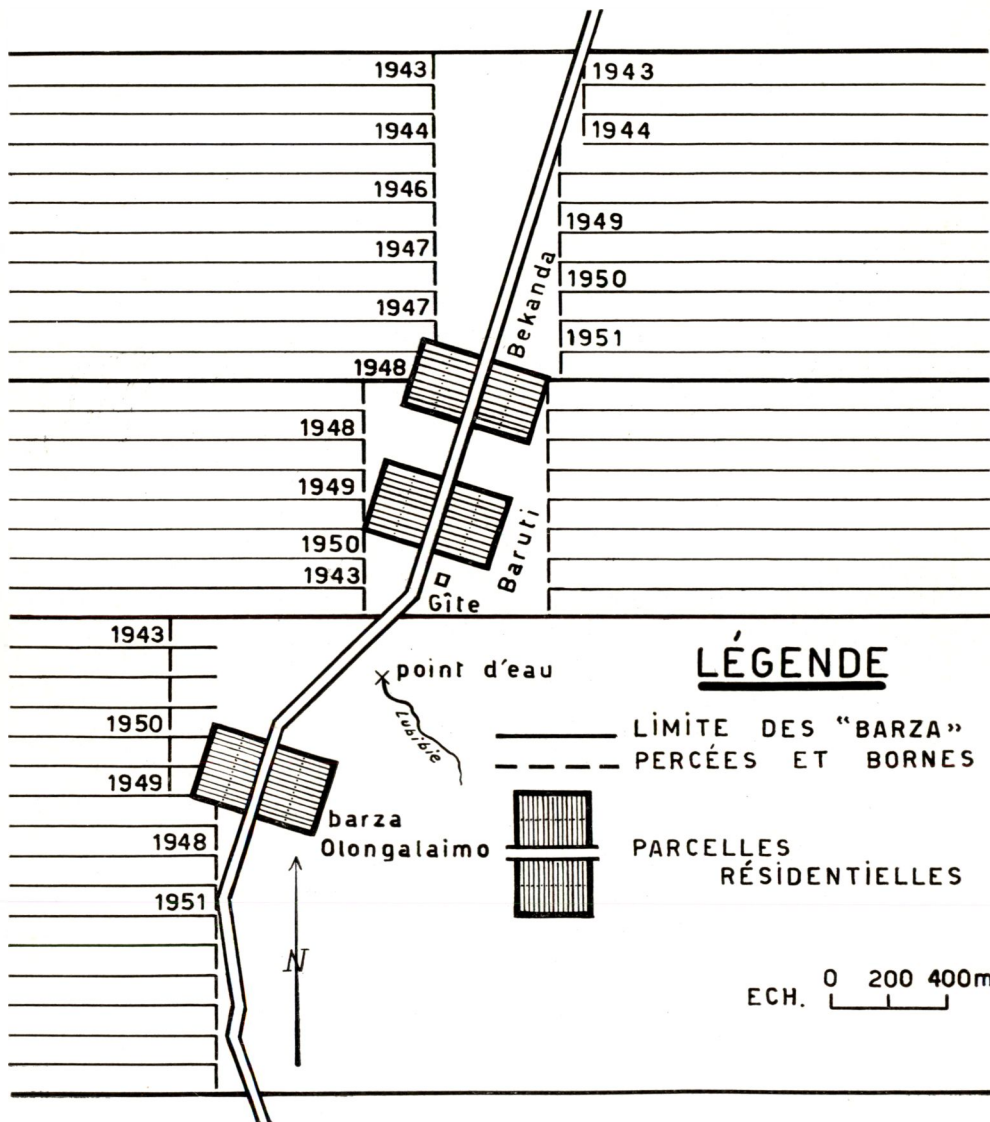 1943 1943
1944 1944
1946
1949
1947
1950
1947
1951
Bekanda
1948
1948
1949
Baruti
1950
1943
Gîte
1943
point d'eau
Lubibie
LÉGENDE
1950
LIMITE DES "BARZA"
PERCÉES ET BORNES
1949
barza
Olongalaimo
1948
PARCELLES
RÉSIDENTIELLES
1951
N
ECH. 0 200 400m